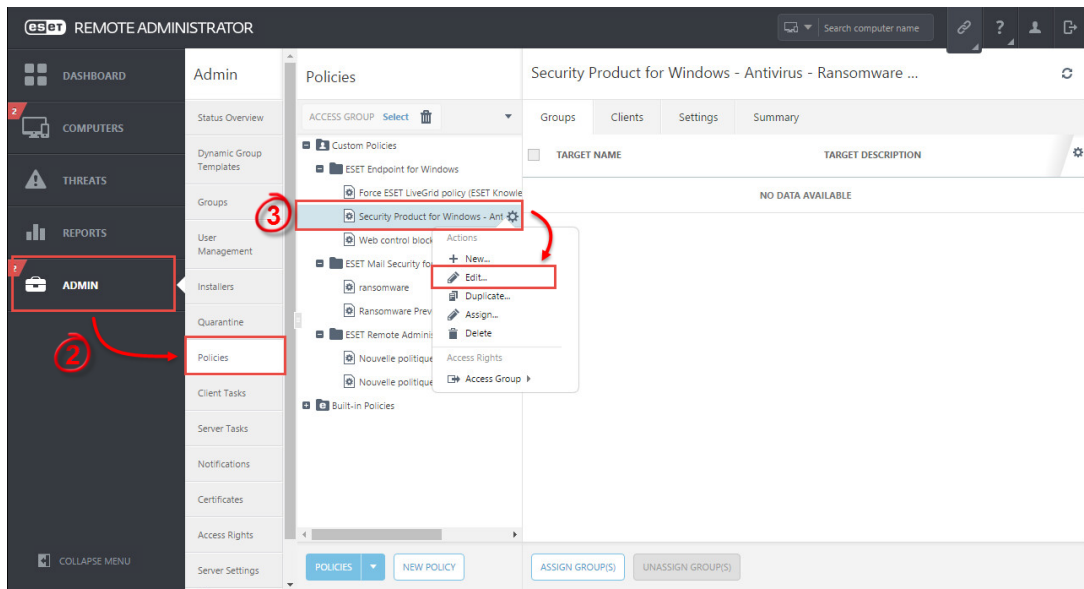 eset REMOTE ADMINISTRATOR
Search computer name
?
DASHBOARD
2
COMPUTERS
THREATS
REPORTS
2
ADMIN
COLLAPSE MENU
2
Admin
Status Overview
Dynamic Group
Templates
Groups
User
Management
Installers
Quarantine
Policies
Client Tasks
Server Tasks
Notifications
Certificates
Access Rights
Server Settings
Policies
ACCESS GROUP Select
Custom Policies
ESET Endpoint for Windows
Force ESET LiveGrid policy (ESET Knowle
3
Security Product for Windows - Ant
Web control block
ESET Mail Security fo
ransomware
Ransomware Prev
ESET Remote Adminis
Nouvelle politique
Nouvelle politique
Built-in Policies
Actions
New...
Edit...
Duplicate...
Assign...
Delete
Access Rights
Access Group
POLICIES
NEW POLICY
Security Product for Windows - Antivirus - Ransomware ...
Groups Clients Settings Summary
TARGET NAME TARGET DESCRIPTION
NO DATA AVAILABLE
ASSIGN GROUP(S) UNASSIGN GROUP(S)